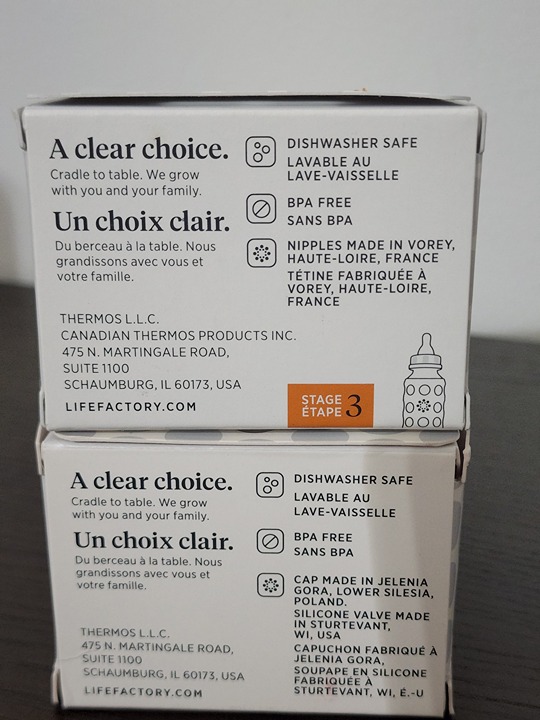 A clear choice.
Cradle to table. We grow
with you and your family.
Un choix clair.
Du berceau à la table. Nous
grandissons avec vous et
votre famille.
DISHWASHER SAFE
LAVABLE AU
LAVE-VAISSELLE
BPA FREE
SANS BPA
NIPPLES MADE IN VOREY,
HAUTE-LOIRE, FRANCE
TÉTINE FABRIQUÉE À
VOREY, HAUTE-LOIRE,
FRANCE
THERMOS L.L.C.
CANADIAN THERMOS PRODUCTS INC.
475 N. MARTINGALE ROAD,
SUITE 1100
SCHAUMBURG, IL 60173, USA
LIFEFACTORY.COM
STAGE
ÉTAPE 3
A clear choice.
Cradle to table. We grow
with you and your family.
Un choix clair.
Du berceau à la table. Nous
grandissons avec vous et
votre famille.
DISHWASHER SAFE
LAVABLE AU
LAVE-VAISSELLE
BPA FREE
SANS BPA
CAP MADE IN JELENIA
GORA, LOWER SILESIA,
POLAND.
SILICONE VALVE MADE
IN STURTEVANT,
WI, USA
CAPUCHON FABRIQUÉ À
JELENIA GORA,
SOUPAPE EN SILICONE
FABRIQUÉE À
STURTEVANT, WI, É.-U
THERMOS L.L.C.
475 N. MARTINGALE ROAD,
SUITE 1100
SCHAUMBURG, IL 60173, USA
LIFEFACTORY.COM